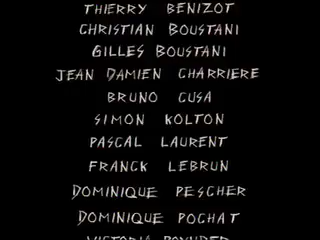 THIERRY BENIZOT
CHRISTIAN BOUSTANI
GILLES BOUSTANI
JEAN DAMIEN CHARRIERE
BRUNO CUSA
SIMON KOLTON
PASCAL LAURENT
FRANCK LEBRUN
DOMINIQUE PESCHER
DOMINIQUE POCHAT
VICTORIA